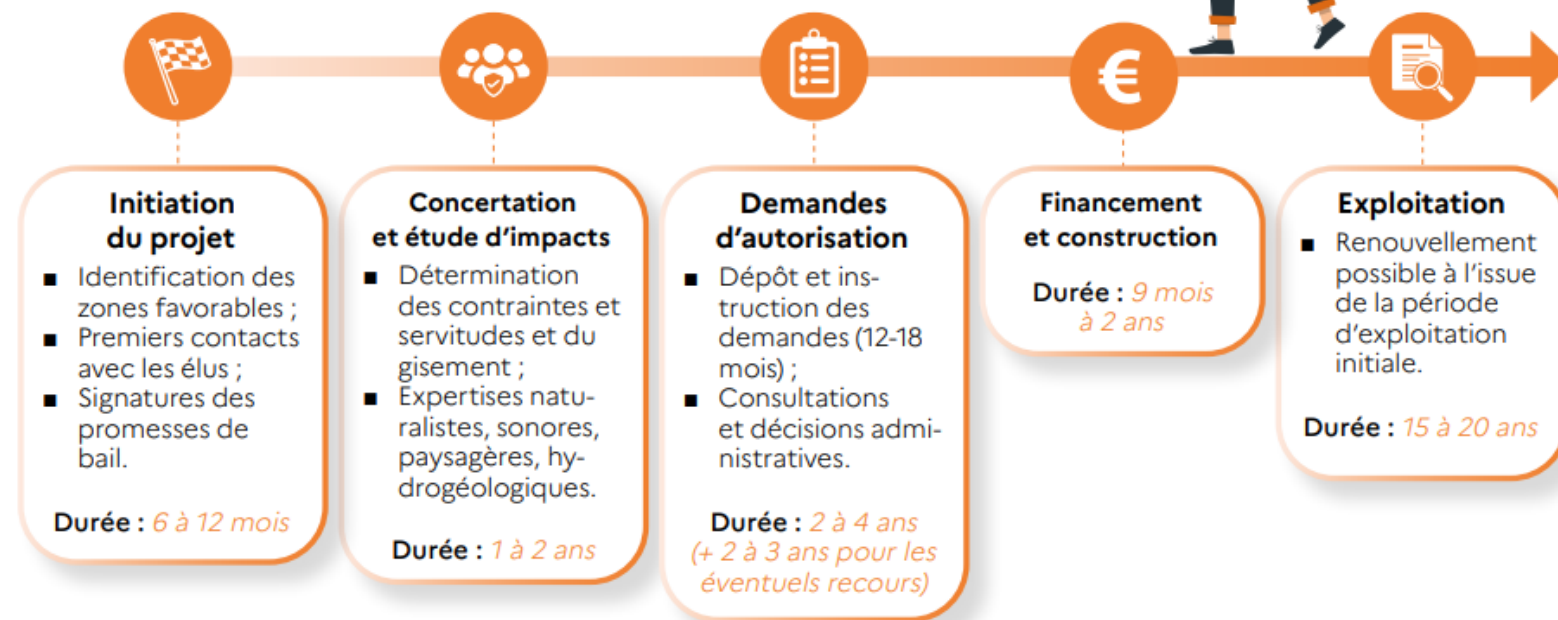 Initiation
du projet
■ Identification des
zones favorables ;
■ Premiers contacts
avec les élus ;
■ Signatures des
promesses de
bail.
Durée : 6 à 12 mois
Concertation
et étude d'impacts
■ Détermination
des contraintes et
servitudes et du
gisement ;
■ Expertises natu-
ralistes, sonores,
paysagères, hy-
drogéologiques.
Durée : 1 à 2 ans
Demandes
d'autorisation
■ Dépôt et ins-
truction des
demandes (12-18
mois) ;
■ Consultations
et décisions admi-
nistratives.
Durée : 2 à 4 ans
(+ 2 à 3 ans pour les
éventuels recours)
€
Financement
et construction
Durée : 9 mois
à 2 ans
Exploitation
■ Renouvellement
possible à l'issue
de la période
d'exploitation
initiale.
Durée : 15 à 20 ans